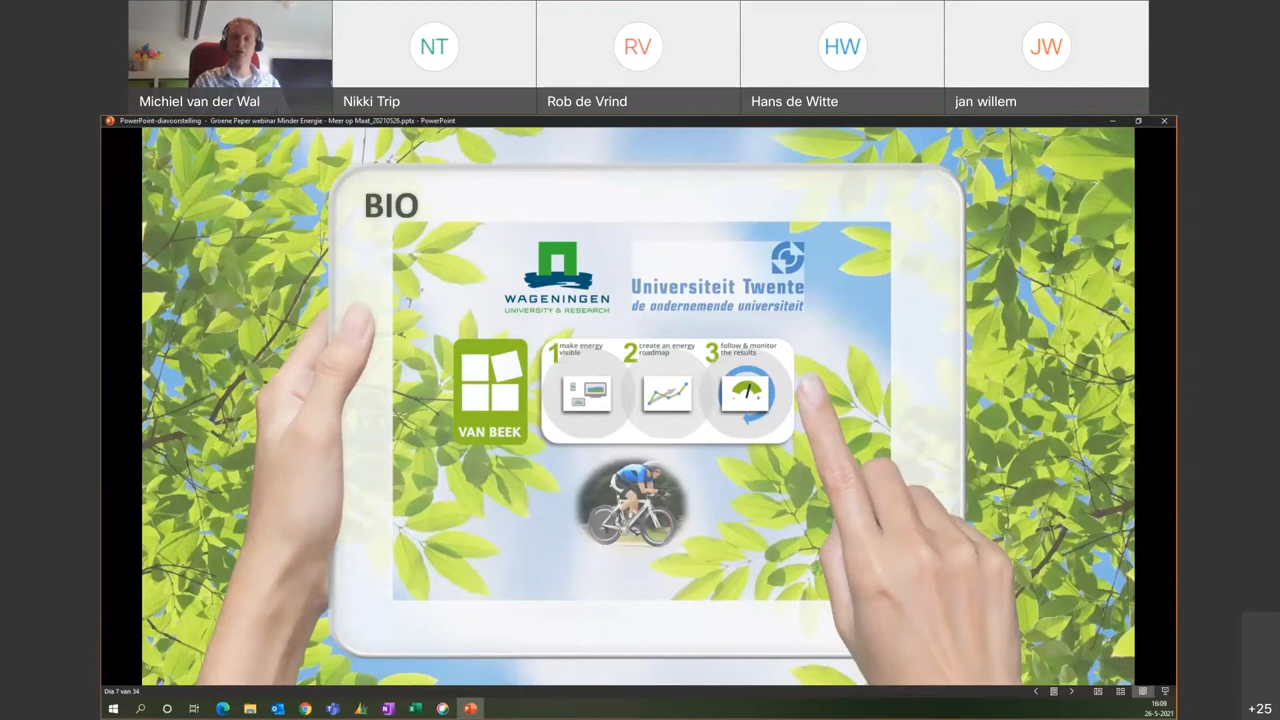 NT
RV
HW
JW
Michiel van der Wal
Nikki Trip
Rob de Vrind
Hans de Witte
jan willem
PowerPoint-diavoorstelling - Groene Peper webinar Minder Energie - Meer op Maat_20210526.pptx - PowerPoint
BIO
WAGENINGEN
UNIVERSITY & RESEARCH
Universiteit Twente
de ondernemende universiteit
VAN BEEK
1 make energy
visible
2 create an energy
roadmap
3 follow & monitor
the results
Dia 7 van 34
16:09
26-5-2021
+25